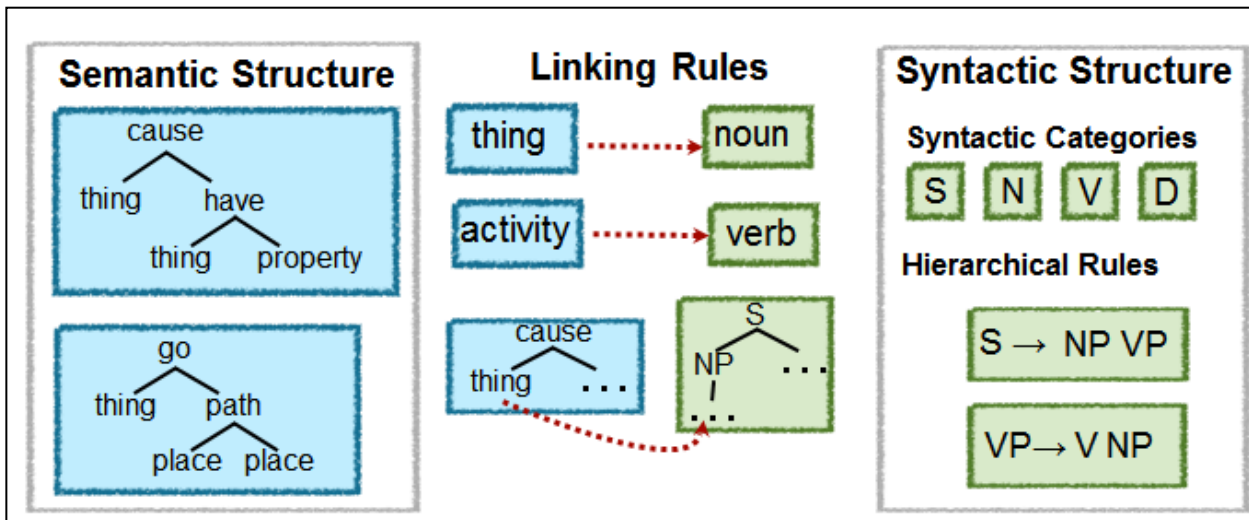 Semantic Structure
cause
thing have
thing property
go
thing path
place place
Linking Rules
thing noun
activity verb
cause
thing ...
S
NP ...
...
Syntactic Structure
Syntactic Categories
S N V D
Hierarchical Rules
S → NP VP
VP→ V NP